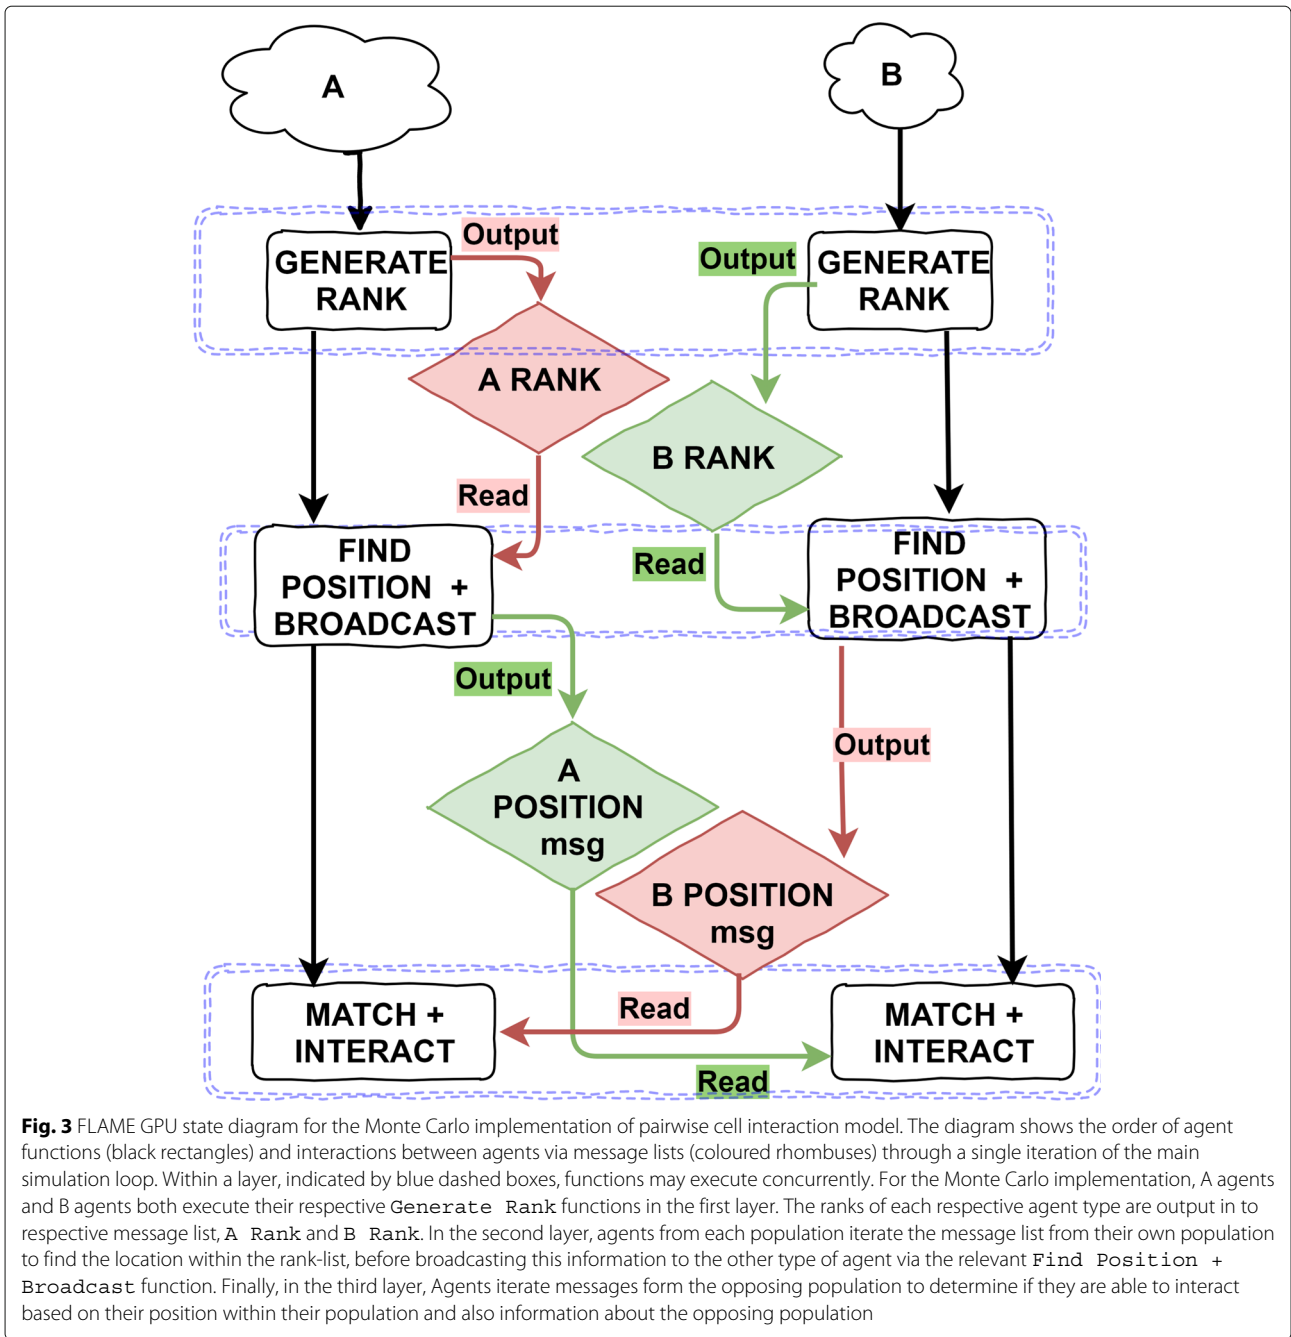 A
B
Output
Output
GENERATE
RANK
GENERATE
RANK
A RANK
B RANK
Read
Read
FIND
POSITION +
BROADCAST
FIND
POSITION +
BROADCAST
Output
Output
A
POSITION
msg
B POSITION
msg
Read
MATCH +
INTERACT
MATCH +
INTERACT
Read
Fig. 3 FLAME GPU state diagram for the Monte Carlo implementation of pairwise cell interaction model. The diagram shows the order of agent
functions (black rectangles) and interactions between agents via message lists (coloured rhombuses) through a single iteration of the main
simulation loop. Within a layer, indicated by blue dashed boxes, functions may execute concurrently. For the Monte Carlo implementation, A agents
and B agents both execute their respective Generate Rank functions in the first layer. The ranks of each respective agent type are output in to
respective message list, A Rank and B Rank. In the second layer, agents from each population iterate the message list from their own population
to find the location within the rank-list, before broadcasting this information to the other type of agent via the relevant Find Position +
Broadcast function. Finally, in the third layer, Agents iterate messages form the opposing population to determine if they are able to interact
based on their position within their population and also information about the opposing population